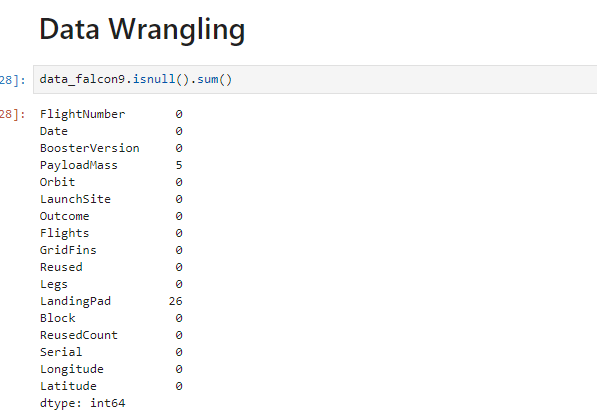 Data Wrangling
28]: data_falcon9.isnull().sum()
28]: FlightNumber 0
Date 0
BoosterVersion 0
PayloadMass 5
Orbit 0
LaunchSite 0
Outcome 0
Flights 0
GridFins 0
Reused 0
Legs 0
LandingPad 26
Block 0
ReusedCount 0
Serial 0
Longitude 0
Latitude 0
dtype: int64